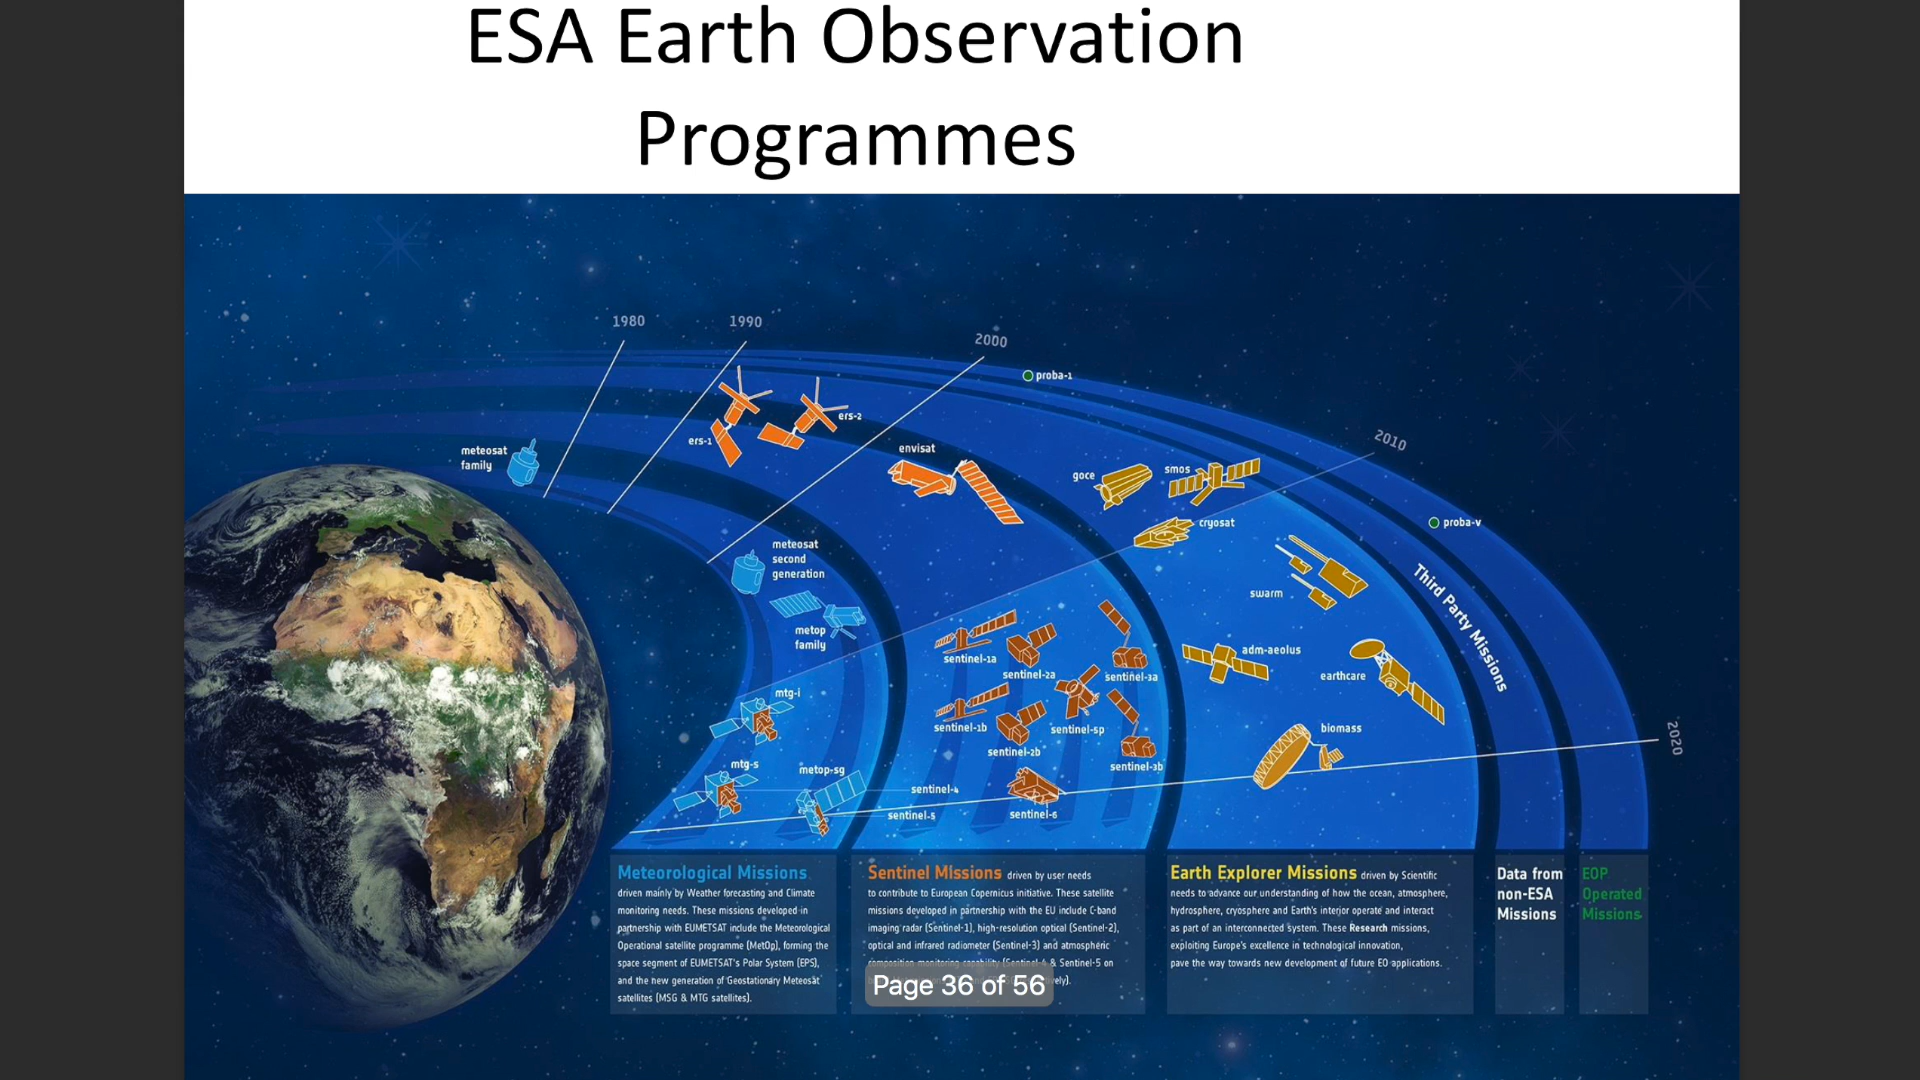 ESA Earth Observation
Programmes
1980
1990
2000
proba-1
2010
ers-1
ers-2
meteosat
family
envisat
goce
smos
cryosat
proba-v
meteosat
second
generation
metop
family
swarm
Third Party Missions
sentinel-1a
sentinel-2a
sentinel-3a
adm-aeolus
earthcare
mtg-i
sentinel-1b
sentinel-5p
sentinel-2b
sentinel-3b
biomass
2020
mtg-s
metop-sg
sentinel-4
sentinel-5
sentinel-6
Meteorological Missions
driven mainly by Weather forecasting and Climate
monitoring needs. These missions developed in
partnership with EUMETSAT include the Meteorological
Operational satellite programme (MetOp), forming the
space segment of EUMETSAT's Polar System (EPS),
and the new generation of Geostationary Meteosat
satellites (MSG & MTG satellites).
Sentinel Missions driven by user needs
to contribute to European Copernicus initiative. These satellite
missions developed in partnership with the EU include C-band
imaging radar (Sentinel-1), high-resolution optical (Sentinel-2),
optical and infrared radiometer (Sentinel-3) and atmospheric
composition monitoring capability (Sentinel-4 & Sentinel-5 on
Page 36 of 56
Earth Explorer Missions driven by Scientific
needs to advance our understanding of how the ocean, atmosphere,
hydrosphere, cryosphere and Earth's interior operate and interact
as part of an interconnected system. These Research missions,
exploiting Europe's excellence in technological innovation,
pave the way towards new development of future EO applications.
Data from
non-ESA
Missions
EOP
Operated
Missions